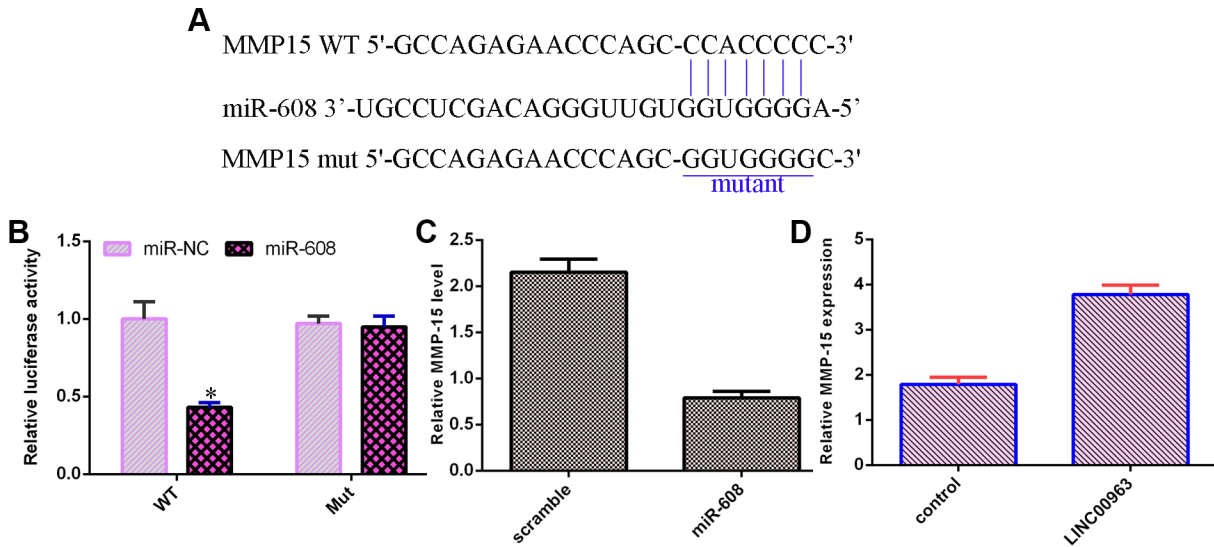 A
MMP15 WT 5'-GCCAGAGAACCCAGC-CCACCCCC-3'
miR-608 3’-UGCCUCGACAGGGUUGUGGUGGGGA-5’
MMP15 mut 5'-GCCAGAGAACCCAGC-GGUGGGGC-3'
mutant
B
miR-NC
miR-608
Relative luciferase activity
1.5
1.0
0.5
0.0
*
WT
Mut
C
Relative MMP-15 level
2.5
2.0
1.5
1.0
0.5
0.0
scramble
miR-608
D
Relative MMP-15 expression
5
4
3
2
1
0
control
LINC00963